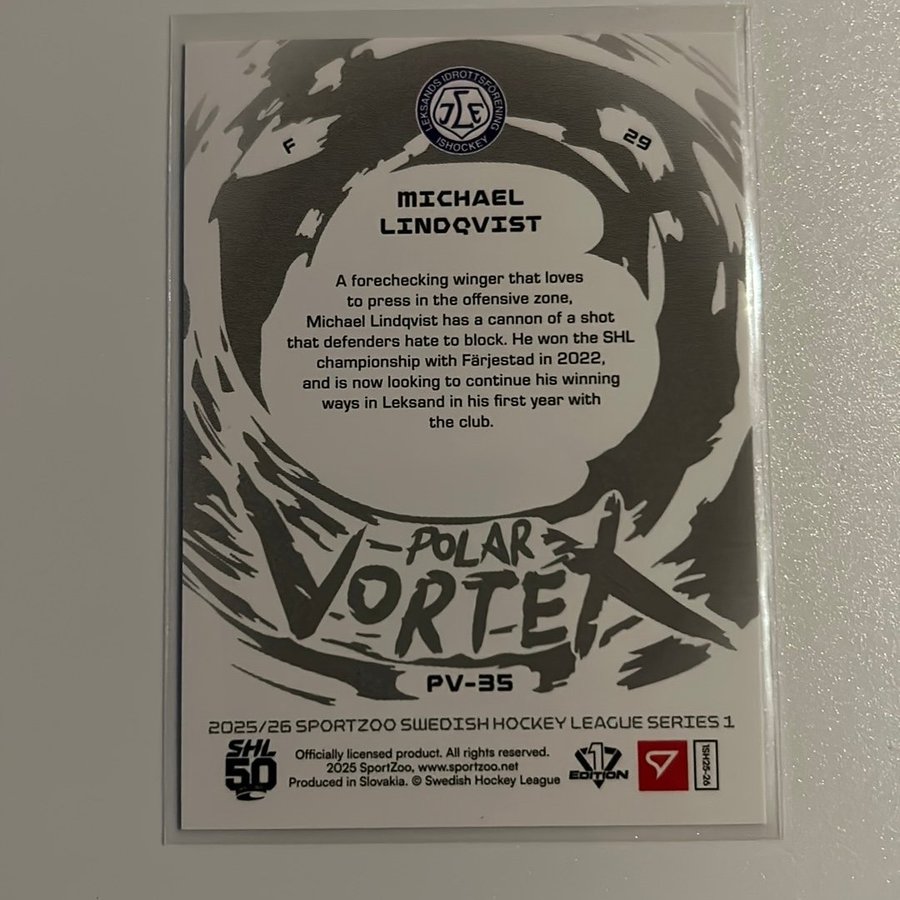 LEKSANDS IDROTTSFÖRENING
ISHOCKEY
F
29
MICHAEL
LINDQVIST
A forechecking winger that loves
to press in the offensive zone,
Michael Lindqvist has a cannon of a shot
that defenders hate to block. He won the SHL
championship with Färjestad in 2022,
and is now looking to continue his winning
ways in Leksand in his first year with
the club.
POLAR
VORTEX
PV-35
2025/26 SPORTZOO SWEDISH HOCKEY LEAGUE SERIES 1
SHL
50
Officially licensed product. All rights reserved.
2025 SportZoo, www.sportzoo.net
Produced in Slovakia. © Swedish Hockey League
1
EDITION
1SH25-26